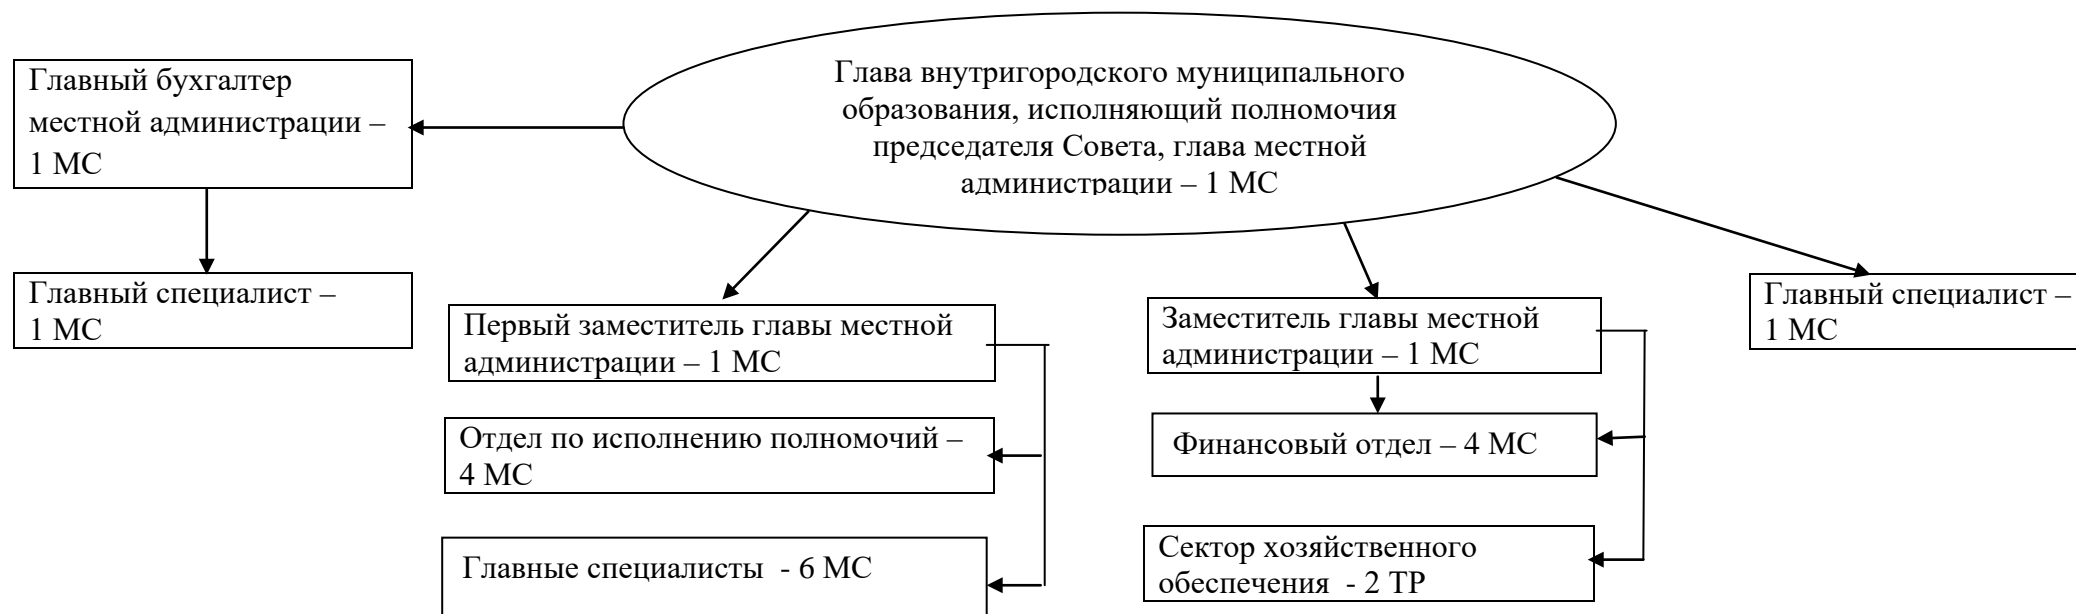 Глава внутригородского муниципального
образования, исполняющий полномочия
председателя Совета, глава местной
администрации – 1 МС
Главный бухгалтер
местной администрации –
1 МС
Главный специалист –
1 МС
Первый заместитель главы местной
администрации – 1 МС
Отдел по исполнению полномочий –
4 МС
Главные специалисты - 6 МС
Заместитель главы местной
администрации – 1 МС
Финансовый отдел – 4 МС
Сектор хозяйственного
обеспечения - 2 ТР
Главный специалист –
1 МС